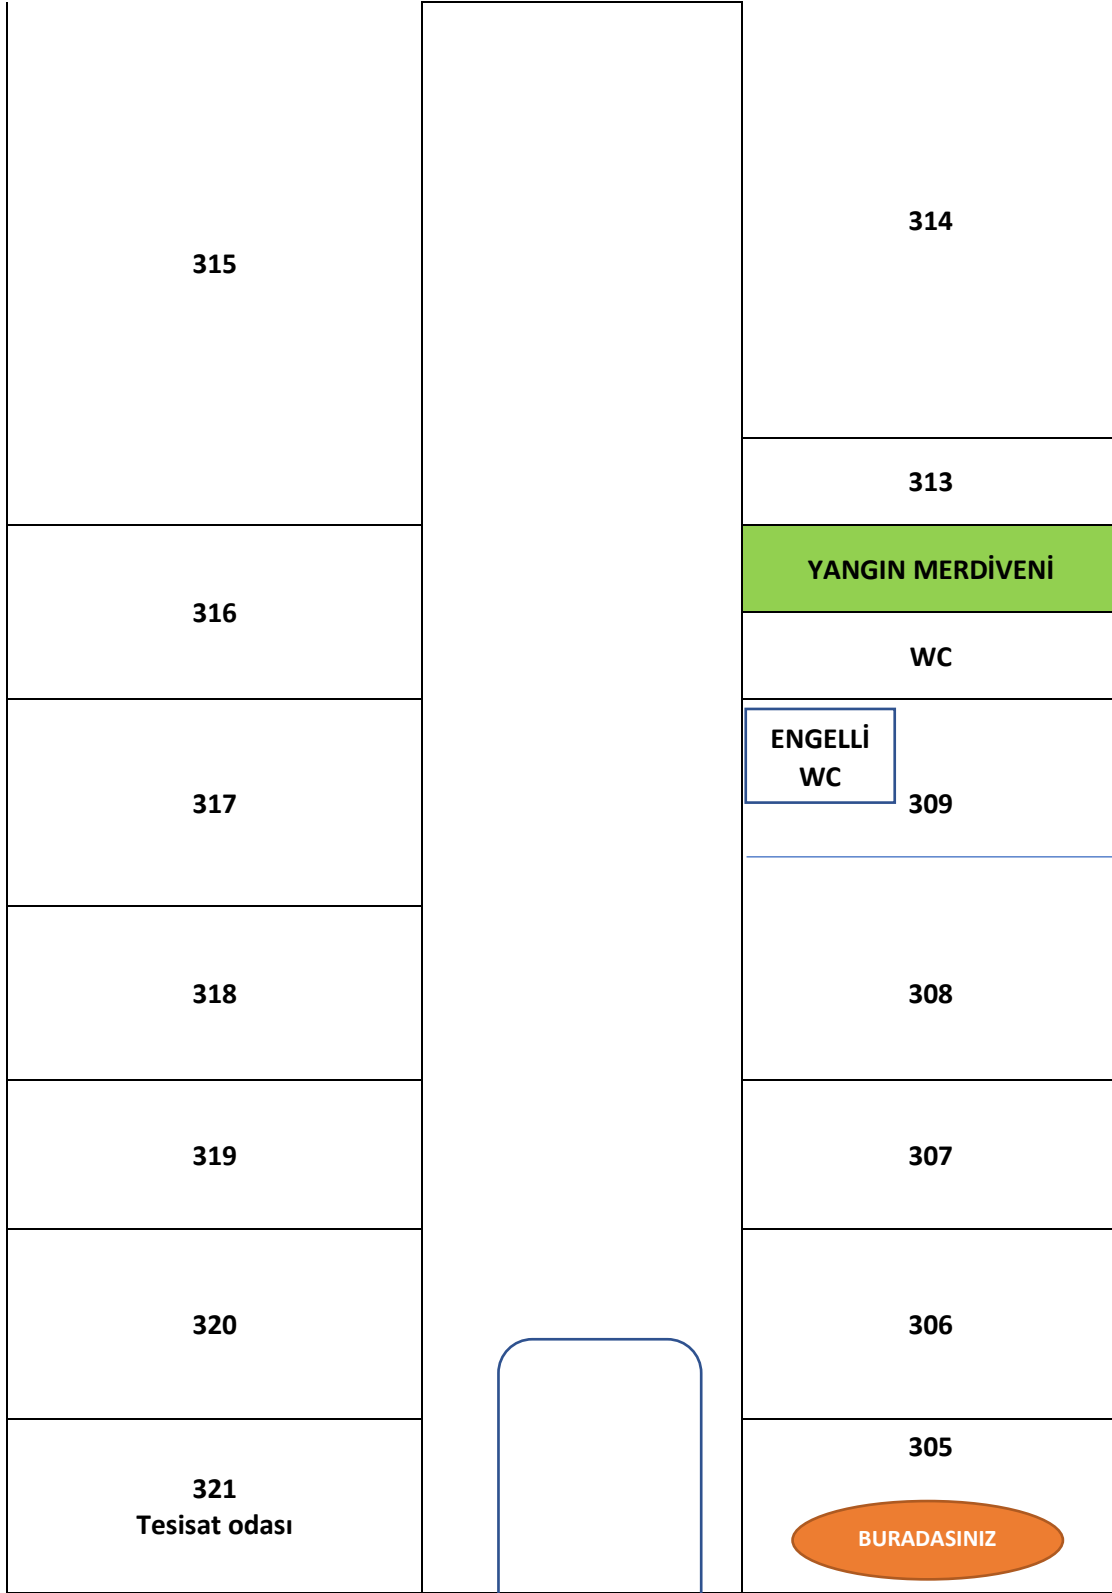 315
314
313
316
YANGIN MERDİVENİ
WC
317
ENGELLİ
WC
309
318
308
319
307
320
306
321
Tesisat odası
305
BURADASINIZ